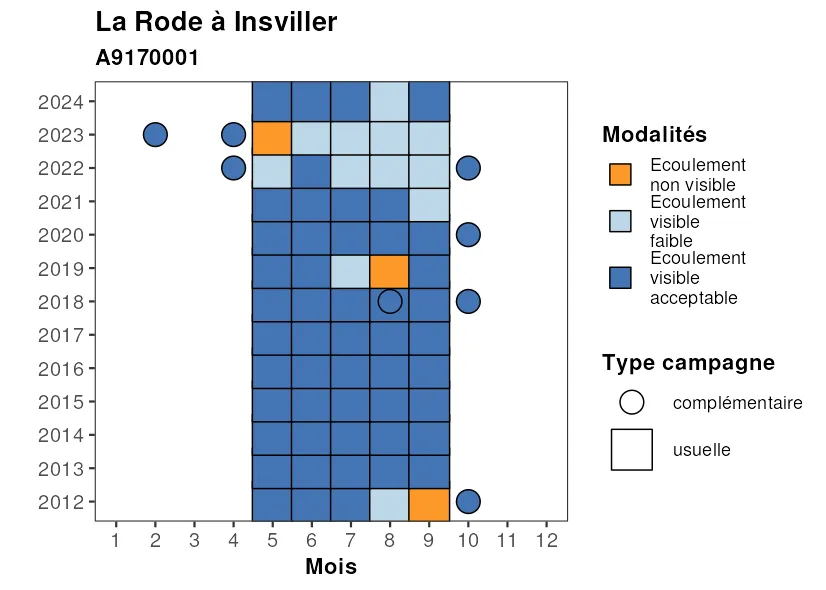 La Rode à Insviller
A9170001
2024
2023
2022
2021
2020
2019
2018
2017
2016
2015
2014
2013
2012
1 2 3 4 5 6 7 8 9 10 11 12
Mois
Modalités
Ecoulement
non visible
Ecoulement
visible
faible
Ecoulement
visible
acceptable
Type campagne
complémentaire
usuelle